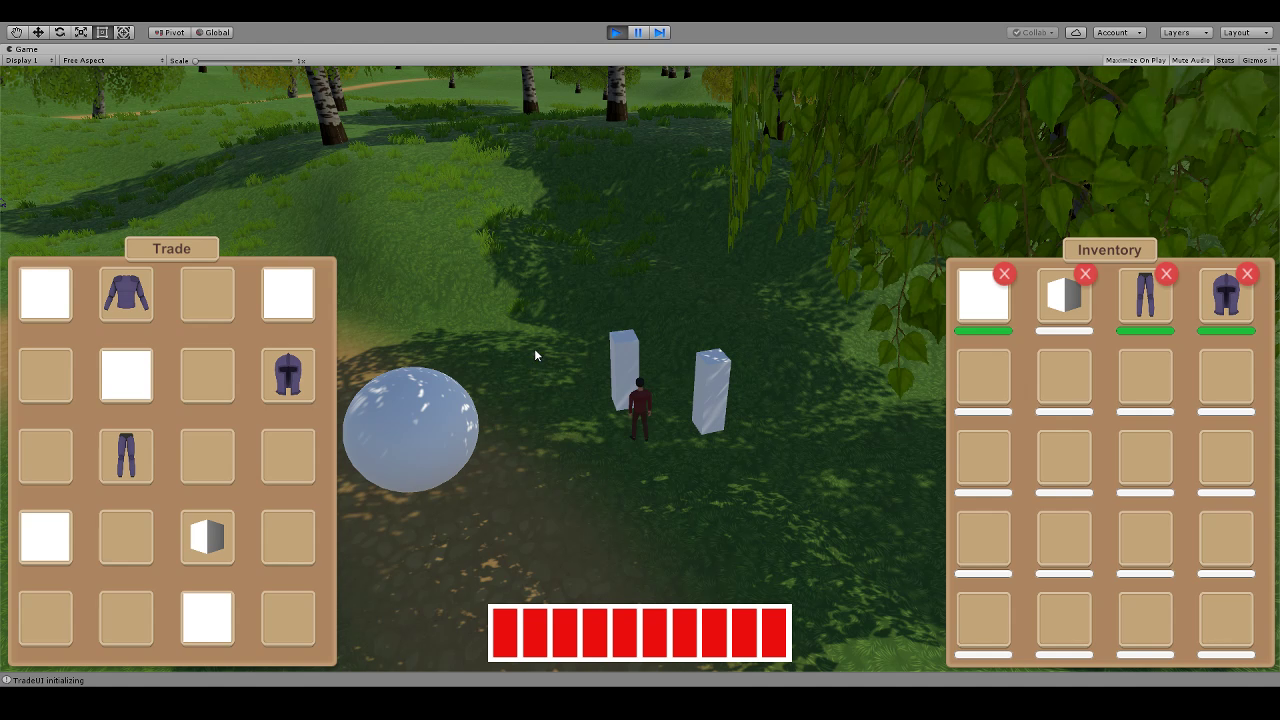 Pivot Global Collab Account Layers Layout
Game
Display 1 Free Aspect Scale 1x Maximize On Play Mute Audio Stats Gizmos
Trade
Inventory
X X X X
TradeUI initializing